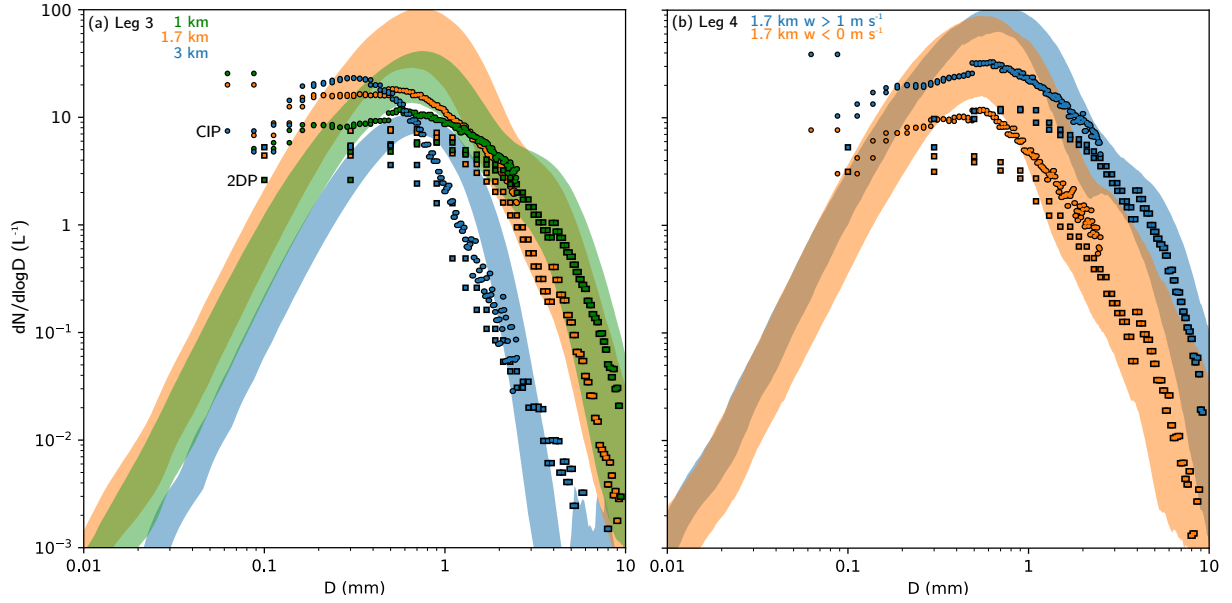 (a) Leg 3
1 km
1.7 km
3 km
CIP
2DP
100
10
1
10⁻¹
10⁻²
10⁻³
dN/dlogD (L⁻¹)
0.01
0.1
1
10
D (mm)
(b) Leg 4
1.7 km w > 1 m s⁻¹
1.7 km w < 0 m s⁻¹
0.01
0.1
1
10
D (mm)